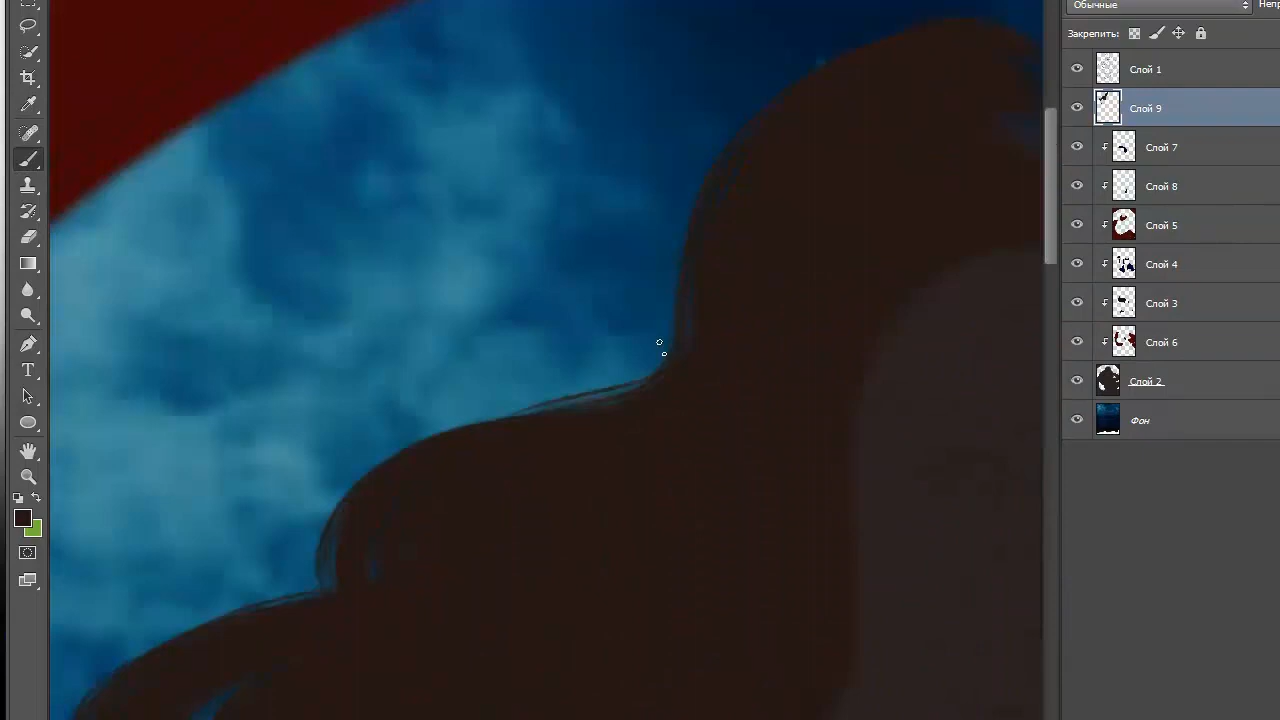 Обычные
Закрепить:
Слой 1
Слой 9
Слой 7
Слой 8
Слой 5
Слой 4
Слой 3
Слой 6
Слой 2
Фон